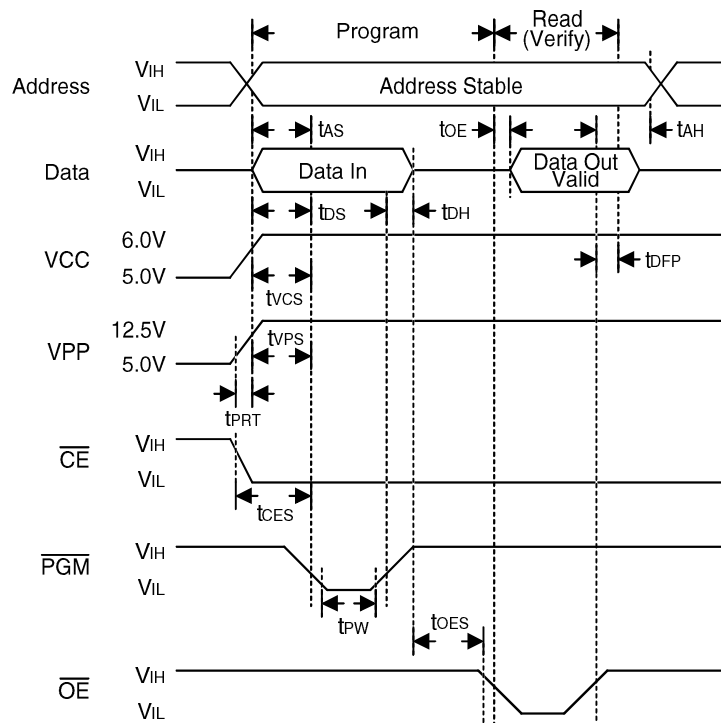 Program
Read
(Verify)
Address
VIH
VIL
Address Stable
tAS
tOE
tAH
Data
VIH
VIL
Data In
Data Out
Valid
tDS
tDH
VCC
6.0V
5.0V
tVCS
tDFP
VPP
12.5V
5.0V
tVPS
tPRT
CE
VIH
VIL
tCES
PGM
VIH
VIL
tPW
tOES
OE
VIH
VIL